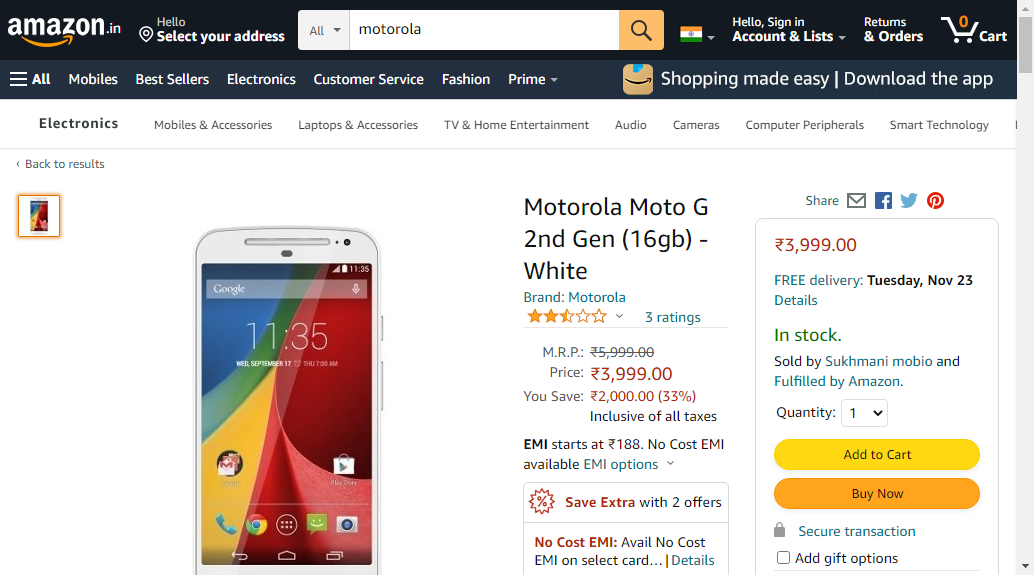 amazon.in
Hello
Select your address
All
motorola
Hello, Sign in
Account & Lists
Returns
& Orders
0
Cart
All
Mobiles
Best Sellers
Electronics
Customer Service
Fashion
Prime
Shopping made easy | Download the app
Electronics
Mobiles & Accessories
Laptops & Accessories
TV & Home Entertainment
Audio
Cameras
Computer Peripherals
Smart Technology
‹ Back to results
11:35
Google
11:35
WED, SEPTEMBER 17 THU 7:00 AM
Play Store
Motorola Moto G
2nd Gen (16gb) -
White
Brand: Motorola
3 ratings
M.R.P.: ₹5,999.00
Price: ₹3,999.00
You Save: ₹2,000.00 (33%)
Inclusive of all taxes
EMI starts at ₹188. No Cost EMI
available EMI options
Save Extra with 2 offers
No Cost EMI: Avail No Cost
EMI on select card… | Details
Share
₹3,999.00
FREE delivery: Tuesday, Nov 23
Details
In stock.
Sold by Sukhmani mobio and
Fulfilled by Amazon.
Quantity: 1
Add to Cart
Buy Now
Secure transaction
Add gift options